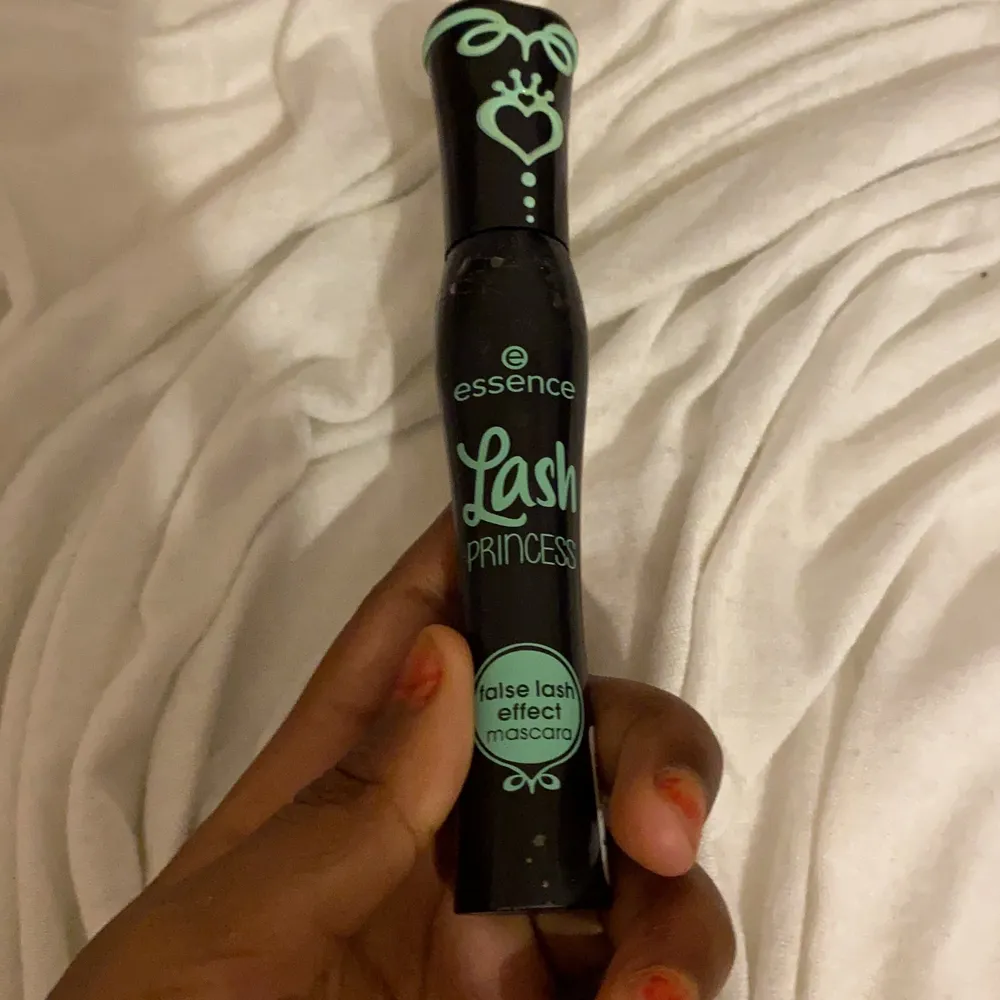 e
essence
Lash
PRINCESS
false lash
effect
mascara